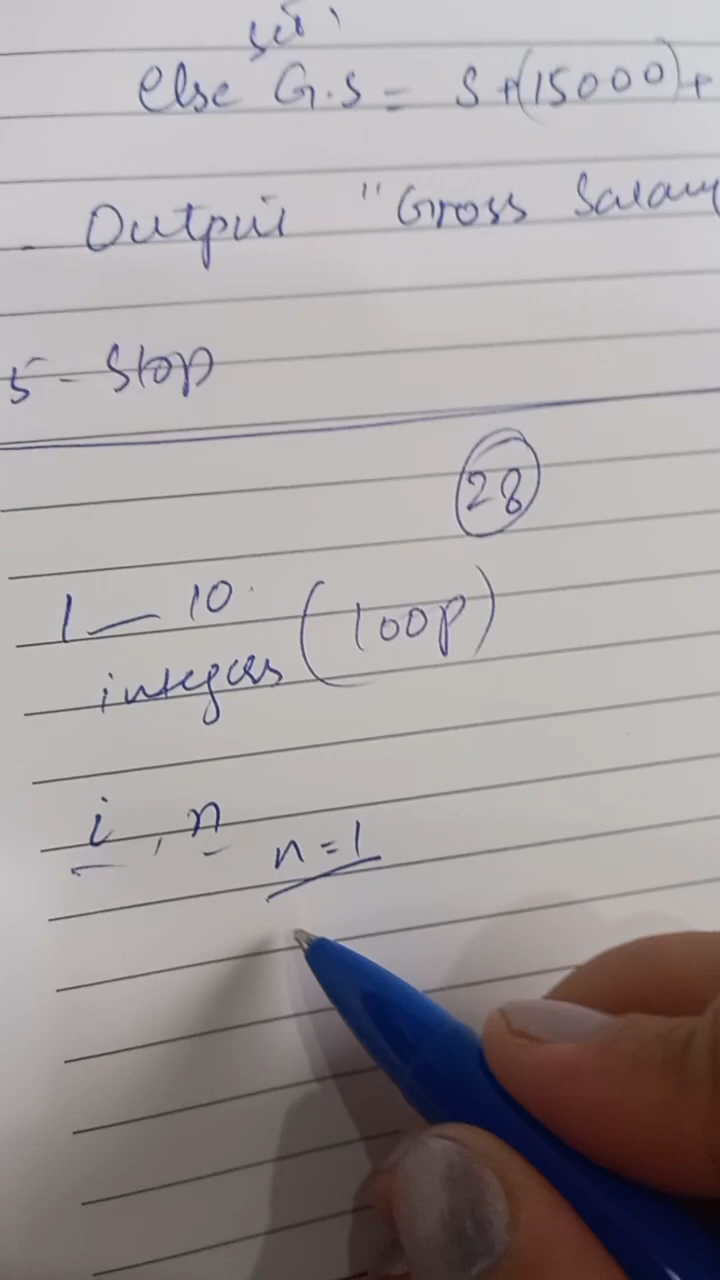 Else G.S = S+(15000)+
- Output "Gross Salary
5 - Stop
28
1 — 10
integers (loop)
i , n
n = 1